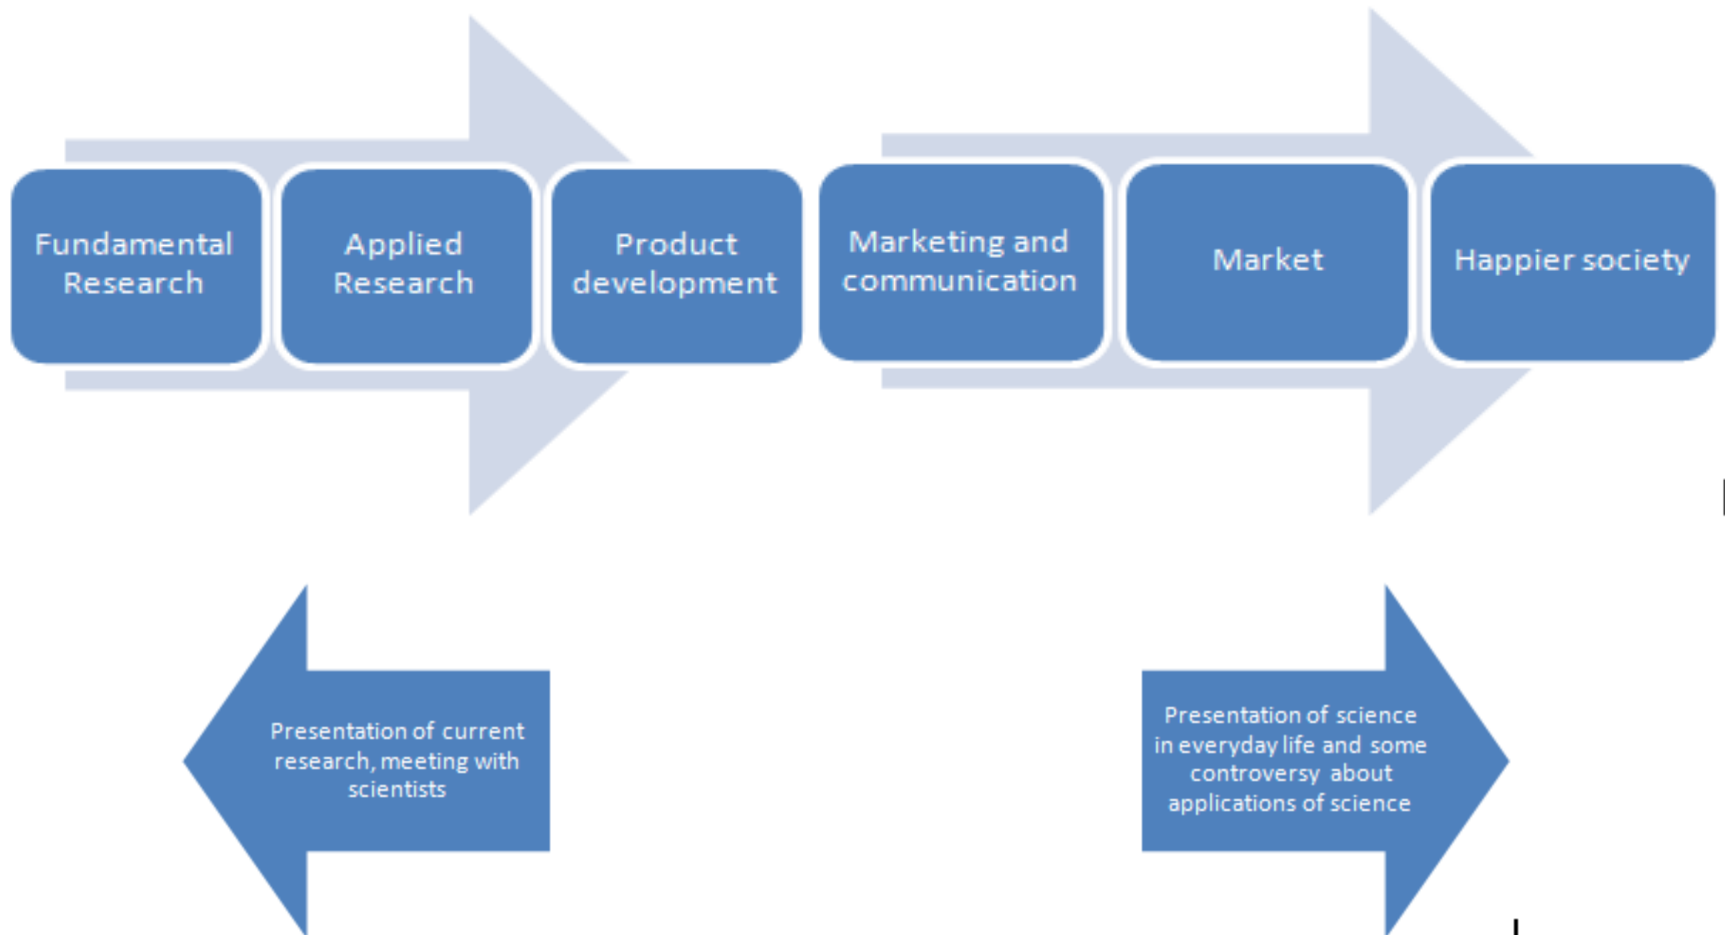 Fundamental
Research
Applied
Research
Product
development
Marketing and
communication
Market
Happier society
Presentation of current
research, meeting with
scientists
Presentation of science
in everyday life and some
controversy about
applications of science